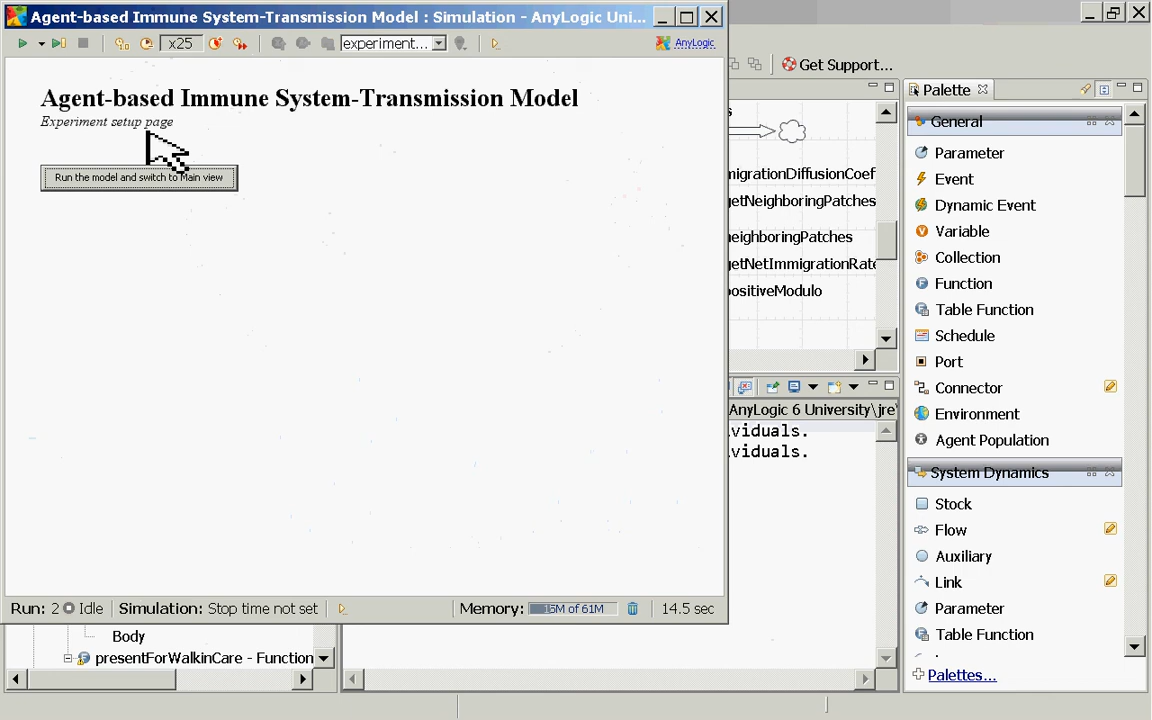 Agent-based Immune System-Transmission Model : Simulation - AnyLogic Uni...
x25
experiment...
AnyLogic
Get Support...
Agent-based Immune System-Transmission Model
Experiment setup page
Run the model and switch to Main view
migrationDiffusionCoef
getNeighboringPatches
neighboringPatches
getNetImmigrationRate
positiveModulo
AnyLogic 6 University\jre\
viduals.
viduals.
Palette
General
Parameter
Event
Dynamic Event
Variable
Collection
Function
Table Function
Schedule
Port
Connector
Environment
Agent Population
System Dynamics
Stock
Flow
Auxiliary
Link
Parameter
Table Function
Palettes...
Run: 2 Idle
Simulation: Stop time not set
Memory: 15M of 61M
14.5 sec
Body
presentForWalkinCare - Function